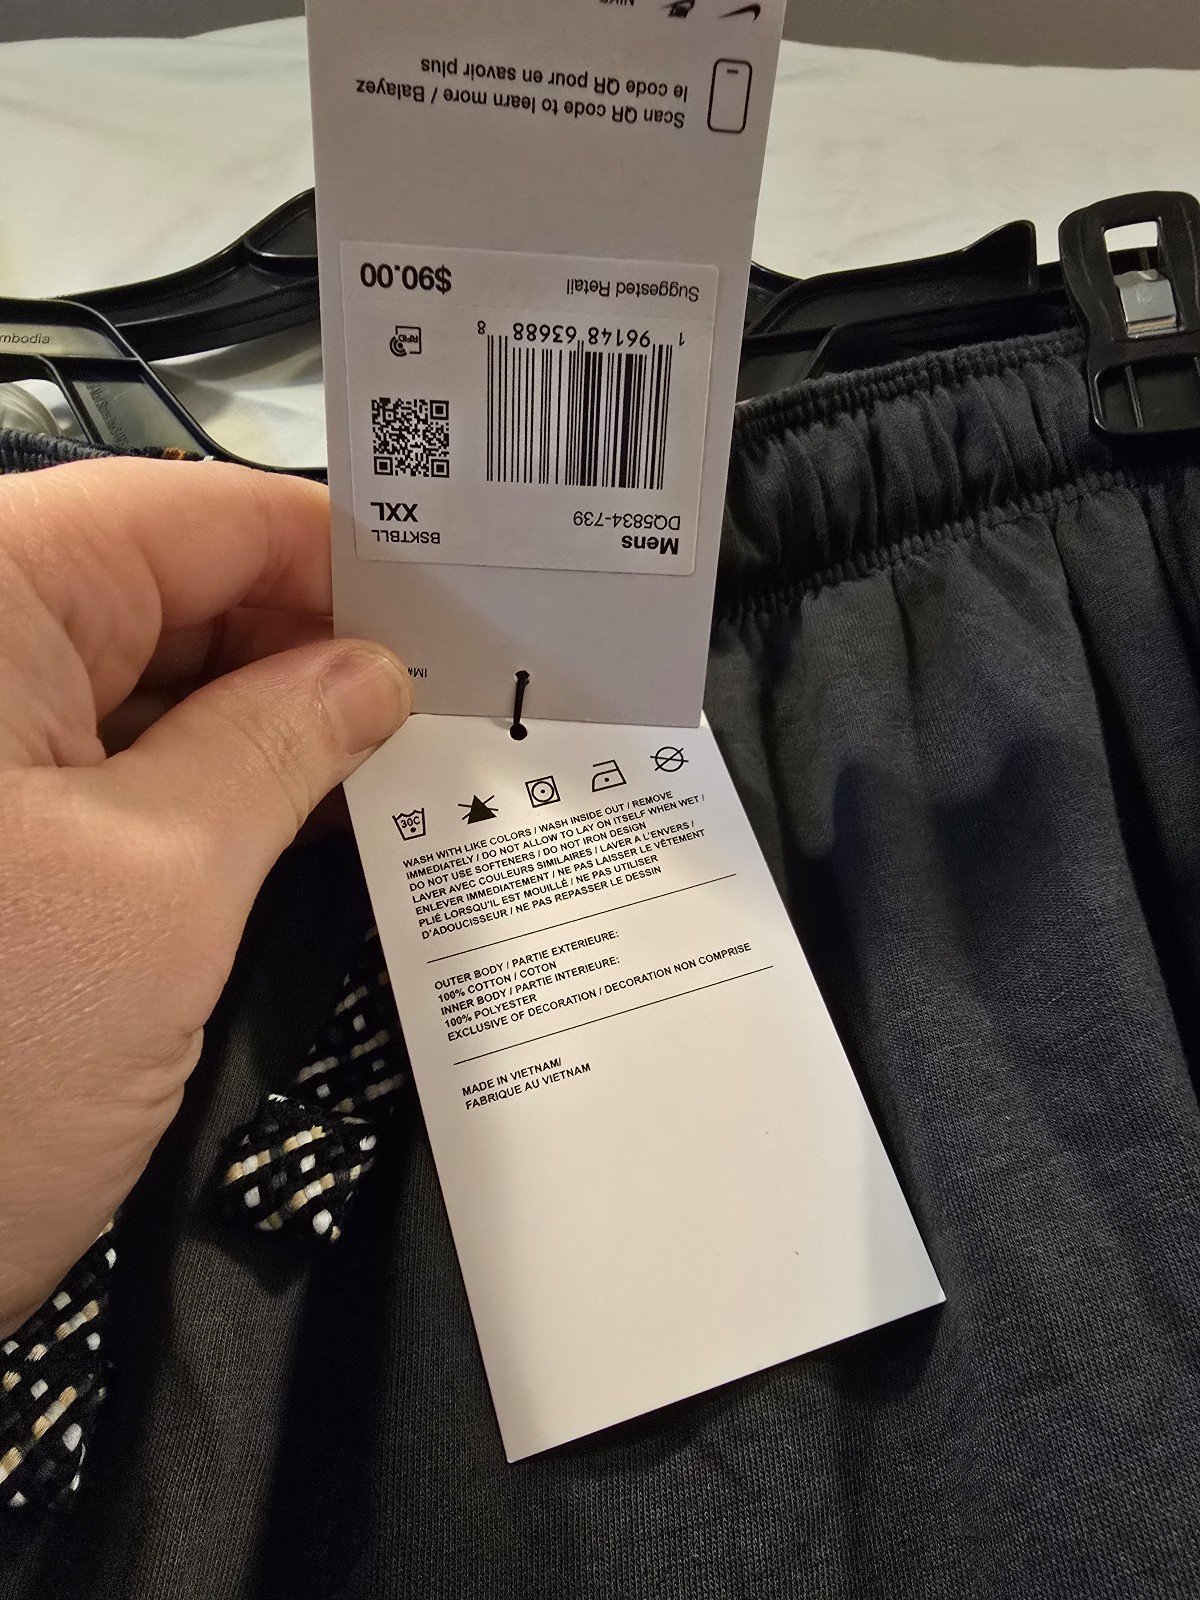 Mens
BSKTBLL
DQ5834-739
XXL
1 96148 63688 8
Suggested Retail
$90.00
RFID
Scan QR code to learn more / Balayez
le code QR pour en savoir plus
NIKE
mbodia
30C
WASH WITH LIKE COLORS / WASH INSIDE OUT / REMOVE
IMMEDIATELY / DO NOT ALLOW TO LAY ON ITSELF WHEN WET /
DO NOT USE SOFTENERS / DO NOT IRON DESIGN
LAVER AVEC COULEURS SIMILAIRES / LAVER A L'ENVERS /
ENLEVER IMMEDIATEMENT / NE PAS LAISSER LE VÊTEMENT
PLIÉ LORSQU'IL EST MOUILLÉ / NE PAS UTILISER
D'ADOUCISSEUR / NE PAS REPASSER LE DESSIN
OUTER BODY / PARTIE EXTERIEURE:
100% COTTON / COTON
INNER BODY / PARTIE INTERIEURE:
100% POLYESTER
EXCLUSIVE OF DECORATION / DECORATION NON COMPRISE
MADE IN VIETNAM/
FABRIQUE AU VIETNAM